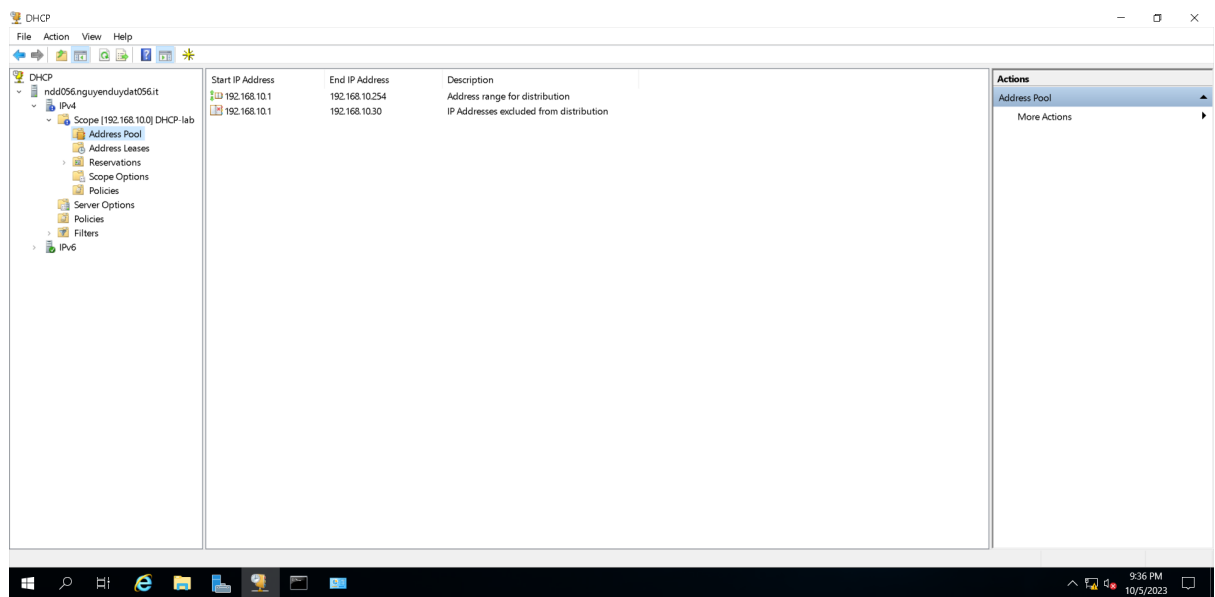 DHCP
File Action View Help
DHCP
ndd056.nguyenduydat056.it
IPv4
Scope [192.168.10.0] DHCP-lab
Address Pool
Address Leases
Reservations
Scope Options
Policies
Server Options
Policies
Filters
IPv6
Start IP Address End IP Address Description
192.168.10.1 192.168.10.254 Address range for distribution
192.168.10.1 192.168.10.30 IP Addresses excluded from distribution
Actions
Address Pool
More Actions
9:36 PM
10/5/2023